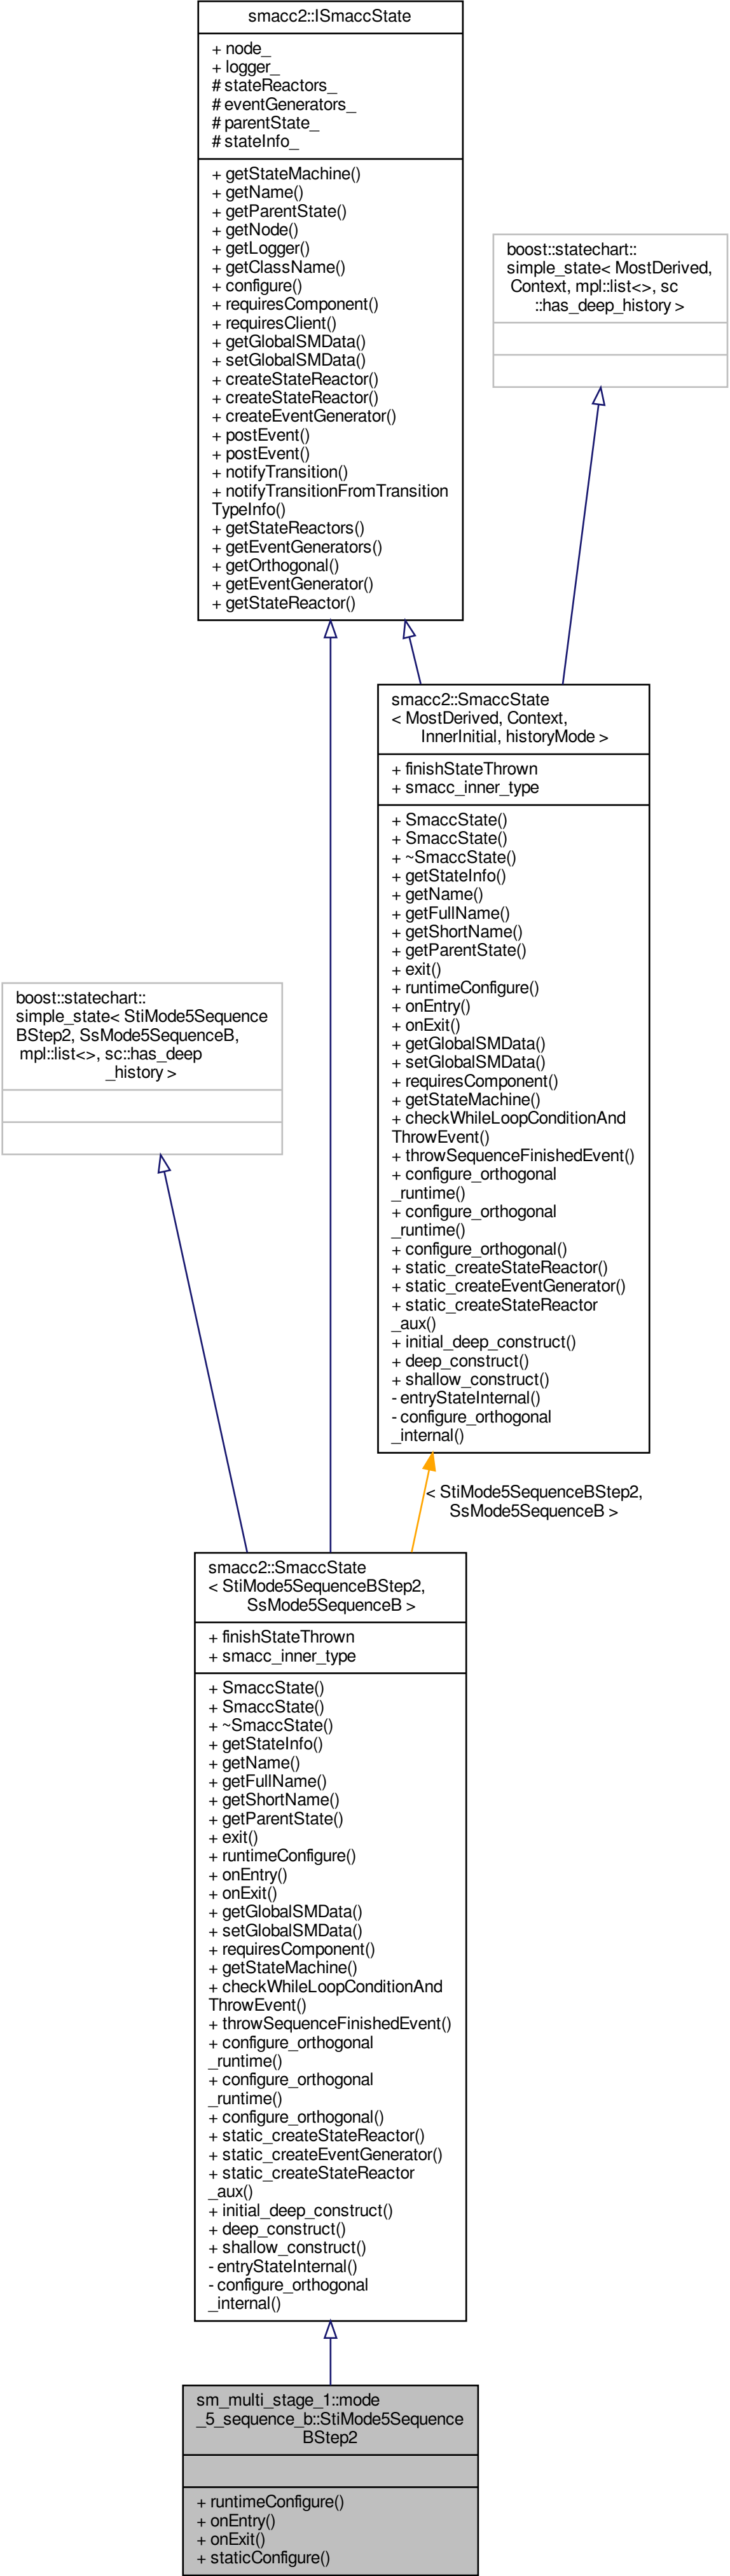 smacc2::ISmaccState
+ node_
+ logger_
# stateReactors_
# eventGenerators_
# parentState_
# stateInfo_
+ getStateMachine()
+ getName()
+ getParentState()
+ getNode()
+ getLogger()
+ getClassName()
+ configure()
+ requiresComponent()
+ requiresClient()
+ getGlobalSMData()
+ setGlobalSMData()
+ createStateReactor()
+ createStateReactor()
+ createEventGenerator()
+ postEvent()
+ postEvent()
+ notifyTransition()
+ notifyTransitionFromTransition
TypeInfo()
+ getStateReactors()
+ getEventGenerators()
+ getOrthogonal()
+ getEventGenerator()
+ getStateReactor()
boost::statechart::
simple_state< MostDerived,
Context, mpl::list<>, sc
::has_deep_history >
smacc2::SmaccState
< MostDerived, Context,
InnerInitial, historyMode >
+ finishStateThrown
+ smacc_inner_type
+ SmaccState()
+ SmaccState()
+ ~SmaccState()
+ getStateInfo()
+ getName()
+ getFullName()
+ getShortName()
+ getParentState()
+ exit()
+ runtimeConfigure()
+ onEntry()
+ onExit()
+ getGlobalSMData()
+ setGlobalSMData()
+ requiresComponent()
+ getStateMachine()
+ checkWhileLoopConditionAnd
ThrowEvent()
+ throwSequenceFinishedEvent()
+ configure_orthogonal
_runtime()
+ configure_orthogonal
_runtime()
+ configure_orthogonal()
+ static_createStateReactor()
+ static_createEventGenerator()
+ static_createStateReactor
_aux()
+ initial_deep_construct()
+ deep_construct()
+ shallow_construct()
- entryStateInternal()
- configure_orthogonal
_internal()
boost::statechart::
simple_state< StiMode5Sequence
BStep2, SsMode5SequenceB,
mpl::list<>, sc::has_deep
_history >
< StiMode5SequenceBStep2,
SsMode5SequenceB >
smacc2::SmaccState
< StiMode5SequenceBStep2,
SsMode5SequenceB >
+ finishStateThrown
+ smacc_inner_type
+ SmaccState()
+ SmaccState()
+ ~SmaccState()
+ getStateInfo()
+ getName()
+ getFullName()
+ getShortName()
+ getParentState()
+ exit()
+ runtimeConfigure()
+ onEntry()
+ onExit()
+ getGlobalSMData()
+ setGlobalSMData()
+ requiresComponent()
+ getStateMachine()
+ checkWhileLoopConditionAnd
ThrowEvent()
+ throwSequenceFinishedEvent()
+ configure_orthogonal
_runtime()
+ configure_orthogonal
_runtime()
+ configure_orthogonal()
+ static_createStateReactor()
+ static_createEventGenerator()
+ static_createStateReactor
_aux()
+ initial_deep_construct()
+ deep_construct()
+ shallow_construct()
- entryStateInternal()
- configure_orthogonal
_internal()
sm_multi_stage_1::mode
_5_sequence_b::StiMode5Sequence
BStep2
+ runtimeConfigure()
+ onEntry()
+ onExit()
+ staticConfigure()